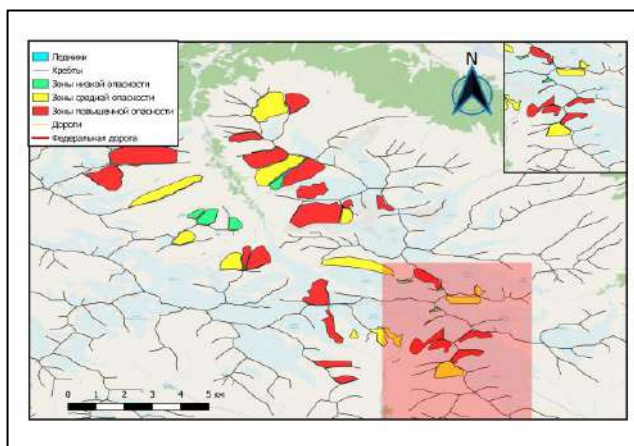 Ледники
Хребты
Зоны низкой опасности
Зоны средней опасности
Зоны повышенной опасности
Дороги
Федеральная дорога
N
0 1 2 3 4 5 км